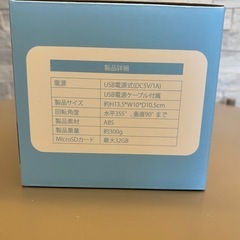 製品詳細
電源 USB電源式(DC5V/1A)
USB電源ケーブル付属
製品サイズ 約H13.5*W10*D10.5cm
回転角度 水平355°,垂直90°まで
製品素材 ABS
製品重量 約300g
MicroSDカード 最大32GB